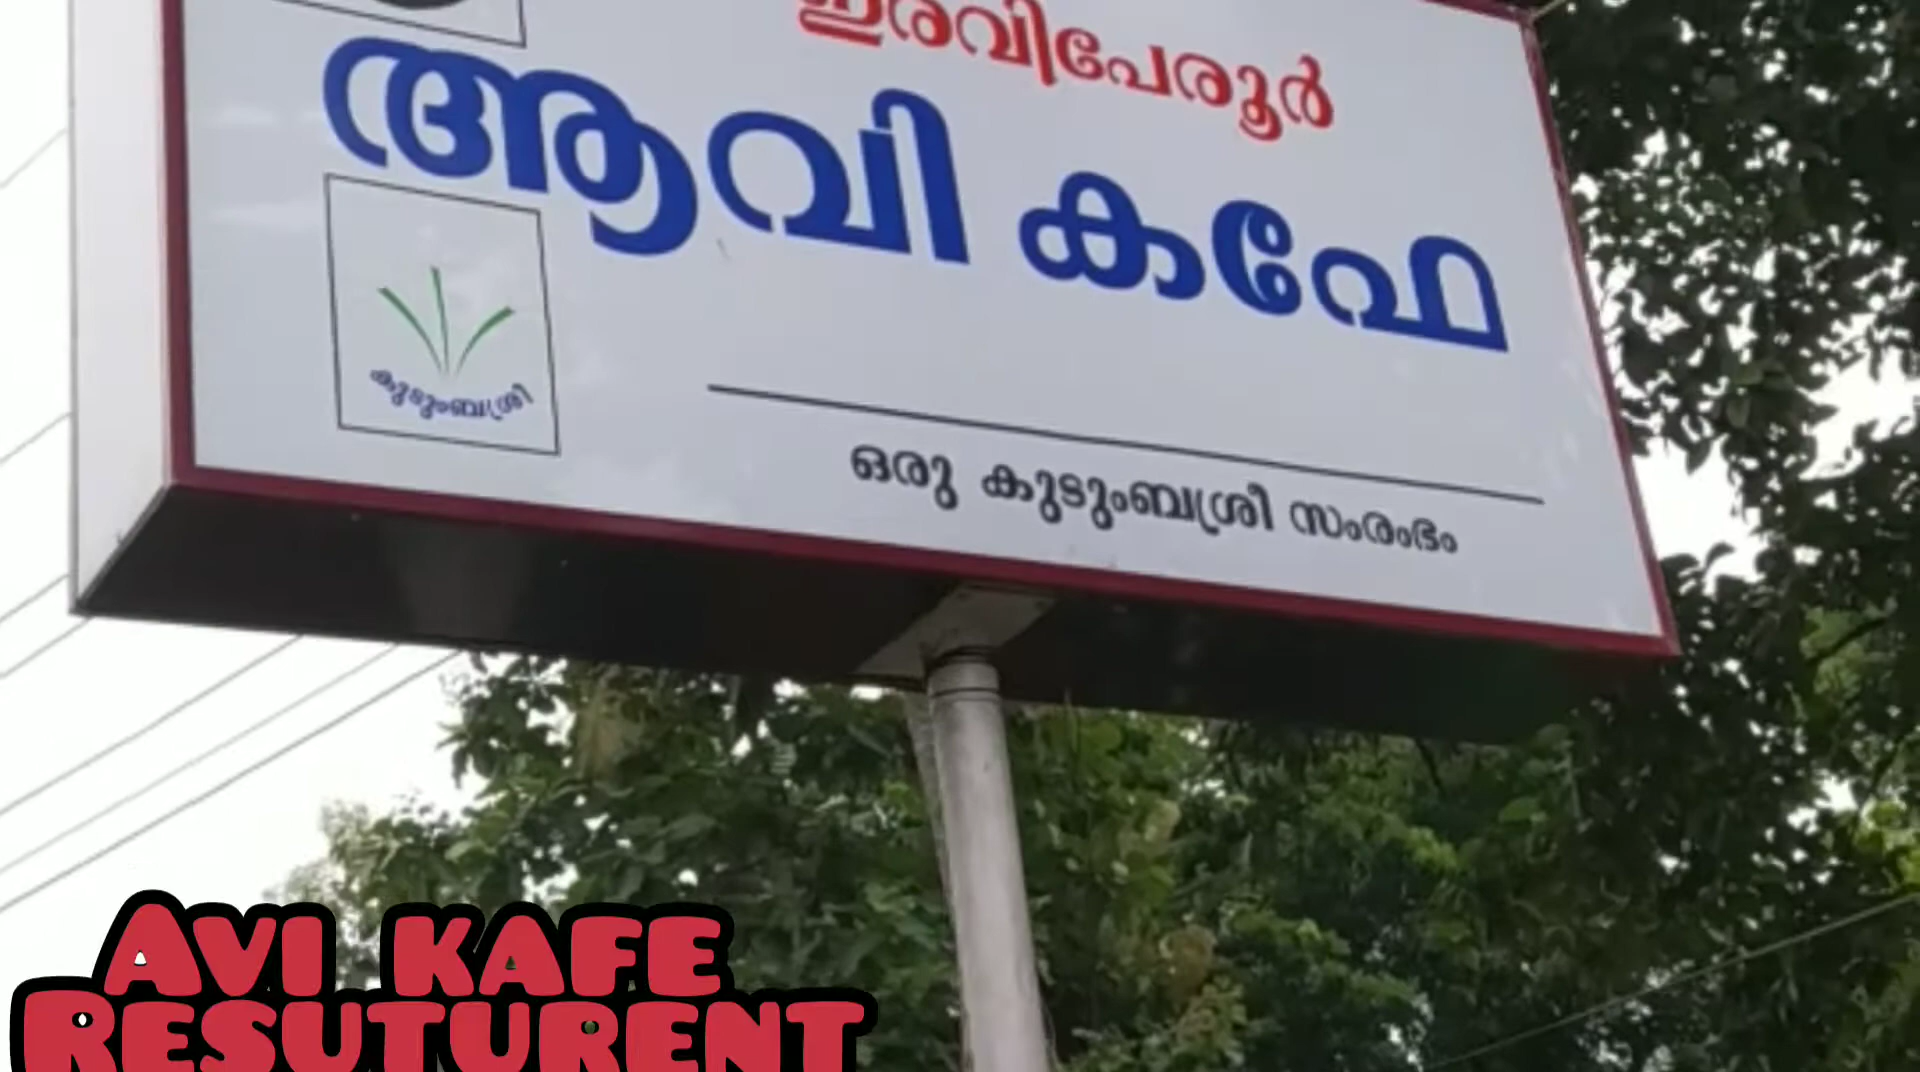 ഇരവിപേരൂർ
ആവി കഫേ
കുടുംബശ്രീ
ഒരു കുടുംബശ്രീ സംരംഭം
AVI KAFE
RESUTURENT